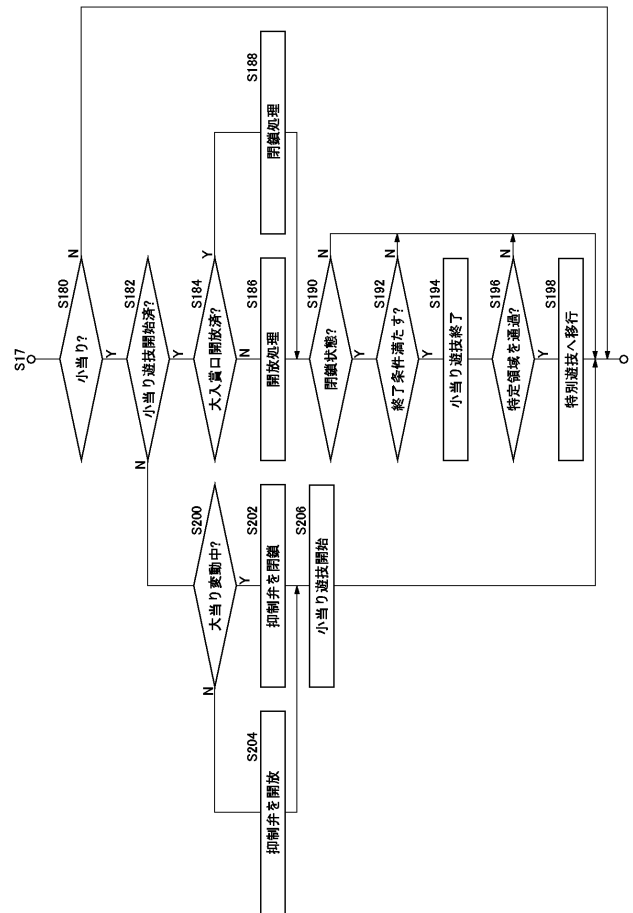 S17
S180
小当り?
N
Y
S182
小当り遊技開始済?
N
Y
S184
大入賞口開放済?
Y
N
S186
開放処理
S188
閉鎖処理
S190
閉鎖状態?
N
Y
S192
終了条件満たす?
N
Y
S194
小当り遊技終了
S196
特定領域を通過?
N
Y
S198
特別遊技へ移行
S200
大当り変動中?
N
Y
S202
抑制弁を閉鎖
S204
抑制弁を開放
S206
小当り遊技開始